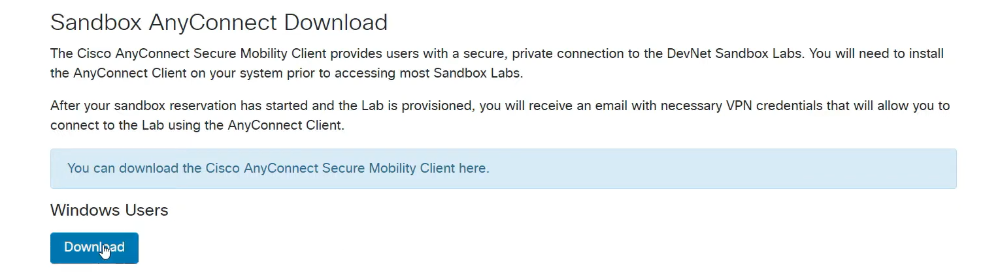 Sandbox AnyConnect Download
The Cisco AnyConnect Secure Mobility Client provides users with a secure, private connection to the DevNet Sandbox Labs. You will need to install
the AnyConnect Client on your system prior to accessing most Sandbox Labs.
After your sandbox reservation has started and the Lab is provisioned, you will receive an email with necessary VPN credentials that will allow you to
connect to the Lab using the AnyConnect Client.
You can download the Cisco AnyConnect Secure Mobility Client here.
Windows Users
Download